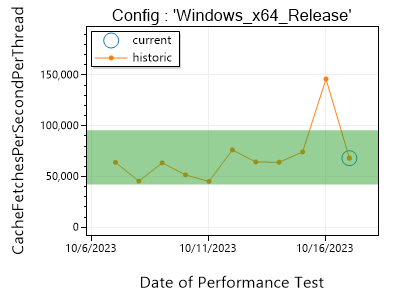 Config : 'Windows_x64_Release'
current
historic
CacheFetchesPerSecondPerThread
150,000
100,000
50,000
0
10/6/2023
10/11/2023
10/16/2023
Date of Performance Test